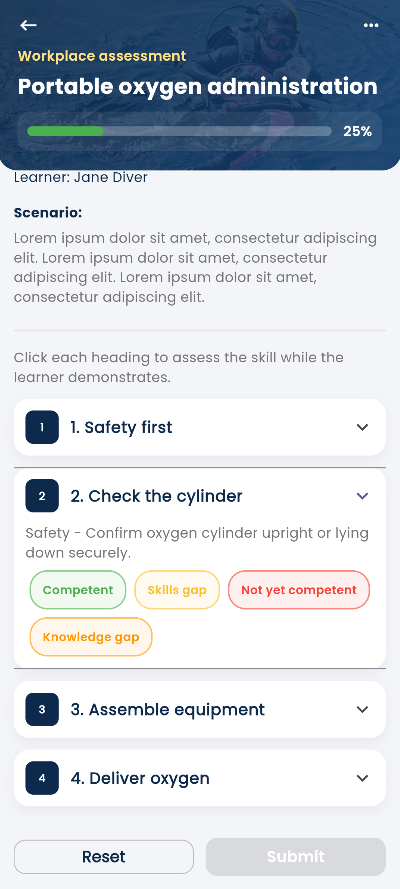 Workplace assessment
Portable oxygen administration
25%
Learner: Jane Diver
Scenario:
Lorem ipsum dolor sit amet, consectetur adipiscing
elit. Lorem ipsum dolor sit amet, consectetur
adipiscing elit. Lorem ipsum dolor sit amet,
consectetur adipiscing elit.
Click each heading to assess the skill while the
learner demonstrates.
1 1. Safety first
2 2. Check the cylinder
Safety - Confirm oxygen cylinder upright or lying
down securely.
Competent Skills gap Not yet competent
Knowledge gap
3 3. Assemble equipment
4 4. Deliver oxygen
Reset Submit